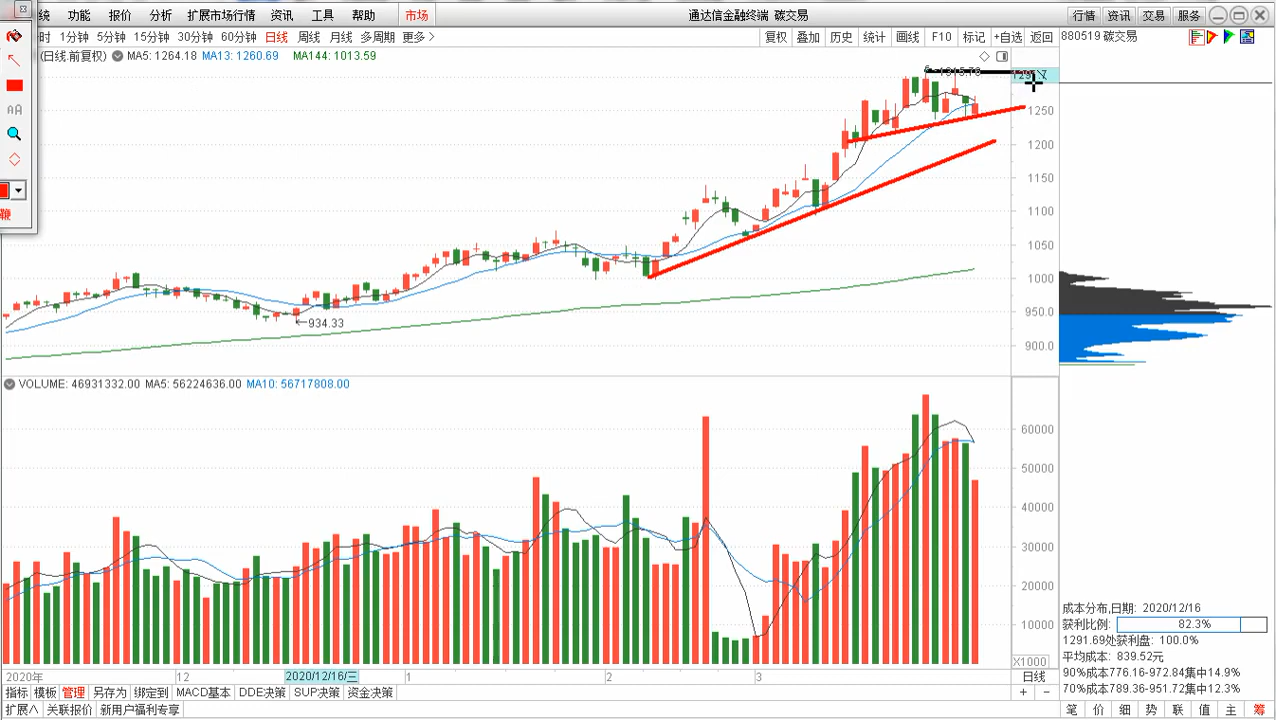 统 功能 报价 分析 扩展市场行情 资讯 工具 帮助 市场 通达信金融终端 碳交易 行情 资讯 交易 服务
时 1分钟 5分钟 15分钟 30分钟 60分钟 日线 周线 月线 多周期 更多 复权 叠加 历史 统计 画线 F10 标记 +自选 返回 880519 碳交易
(日线.前复权) MA5: 1264.18 MA13: 1260.69 MA144: 1013.59
1315.78
1250
1200
1150
1100
1050
1000
950.0
900.0
934.33
AA
VOLUME: 46931332.00 MA5: 56224636.00 MA10: 56717808.00
60000
50000
40000
30000
20000
10000
X1000
2020年 12 2020/12/16/三 1 2 3 日线
成本分布,日期: 2020/12/16
获利比例: 82.3%
1291.69处获利盘: 100.0%
平均成本: 839.52元
90%成本776.16-972.84集中14.9%
70%成本789.36-951.72集中12.3%
指标 模板 管理 另存为 绑定到 MACD基本 DDE决策 SUP决策 资金决策 + −
扩展∧ 关联报价 新用户福利专享 笔 价 细 势 联 值 主 筹